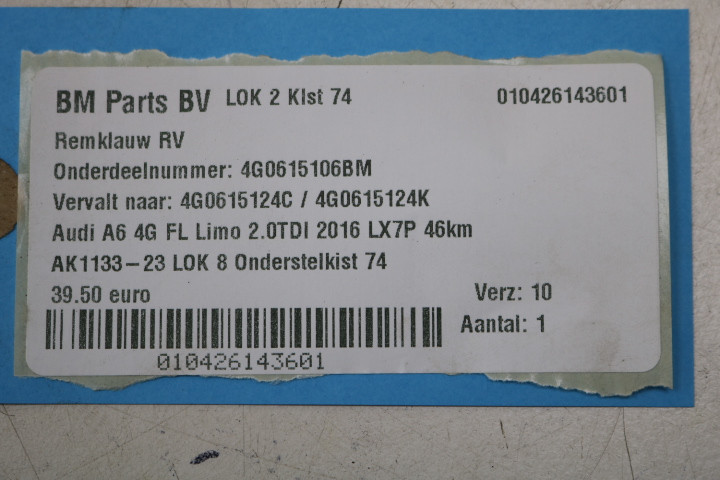 BM Parts BV LOK 2 KIst 74 010426143601
Remklauw RV
Onderdeelnummer: 4G0615106BM
Vervalt naar: 4G0615124C / 4G0615124K
Audi A6 4G FL Limo 2.0TDI 2016 LX7P 46km
AK1133-23 LOK 8 Onderstelkist 74
39.50 euro Verz: 10
Aantal: 1
010426143601